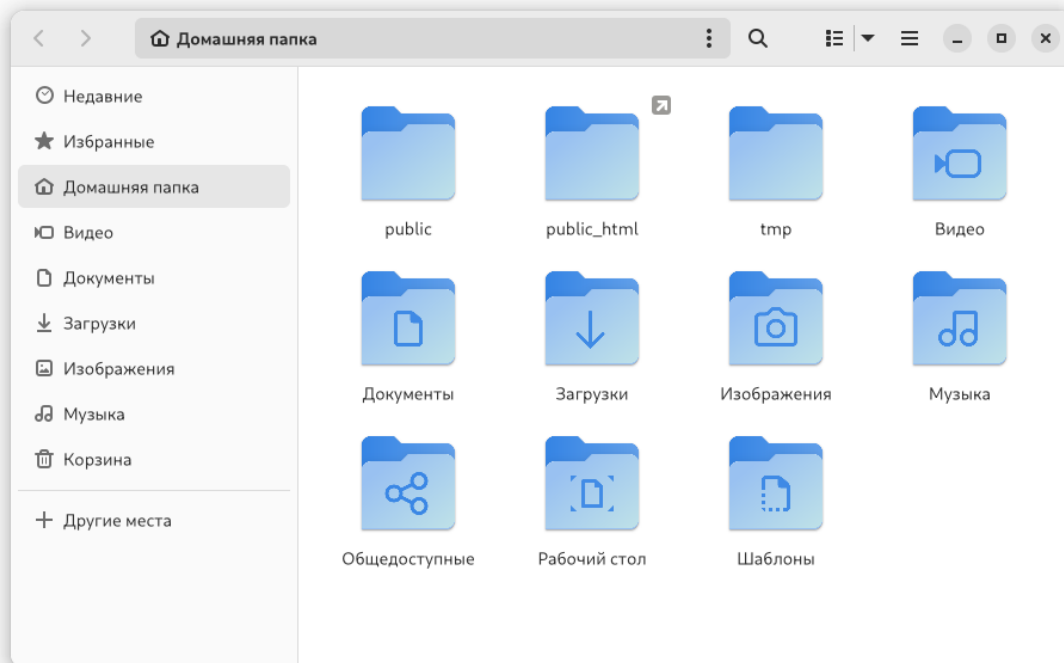 Домашняя папка
Недавние
Избранные
Домашняя папка
Видео
Документы
Загрузки
Изображения
Музыка
Корзина
Другие места
public
public_html
tmp
Видео
Документы
Загрузки
Изображения
Музыка
Общедоступные
Рабочий стол
Шаблоны